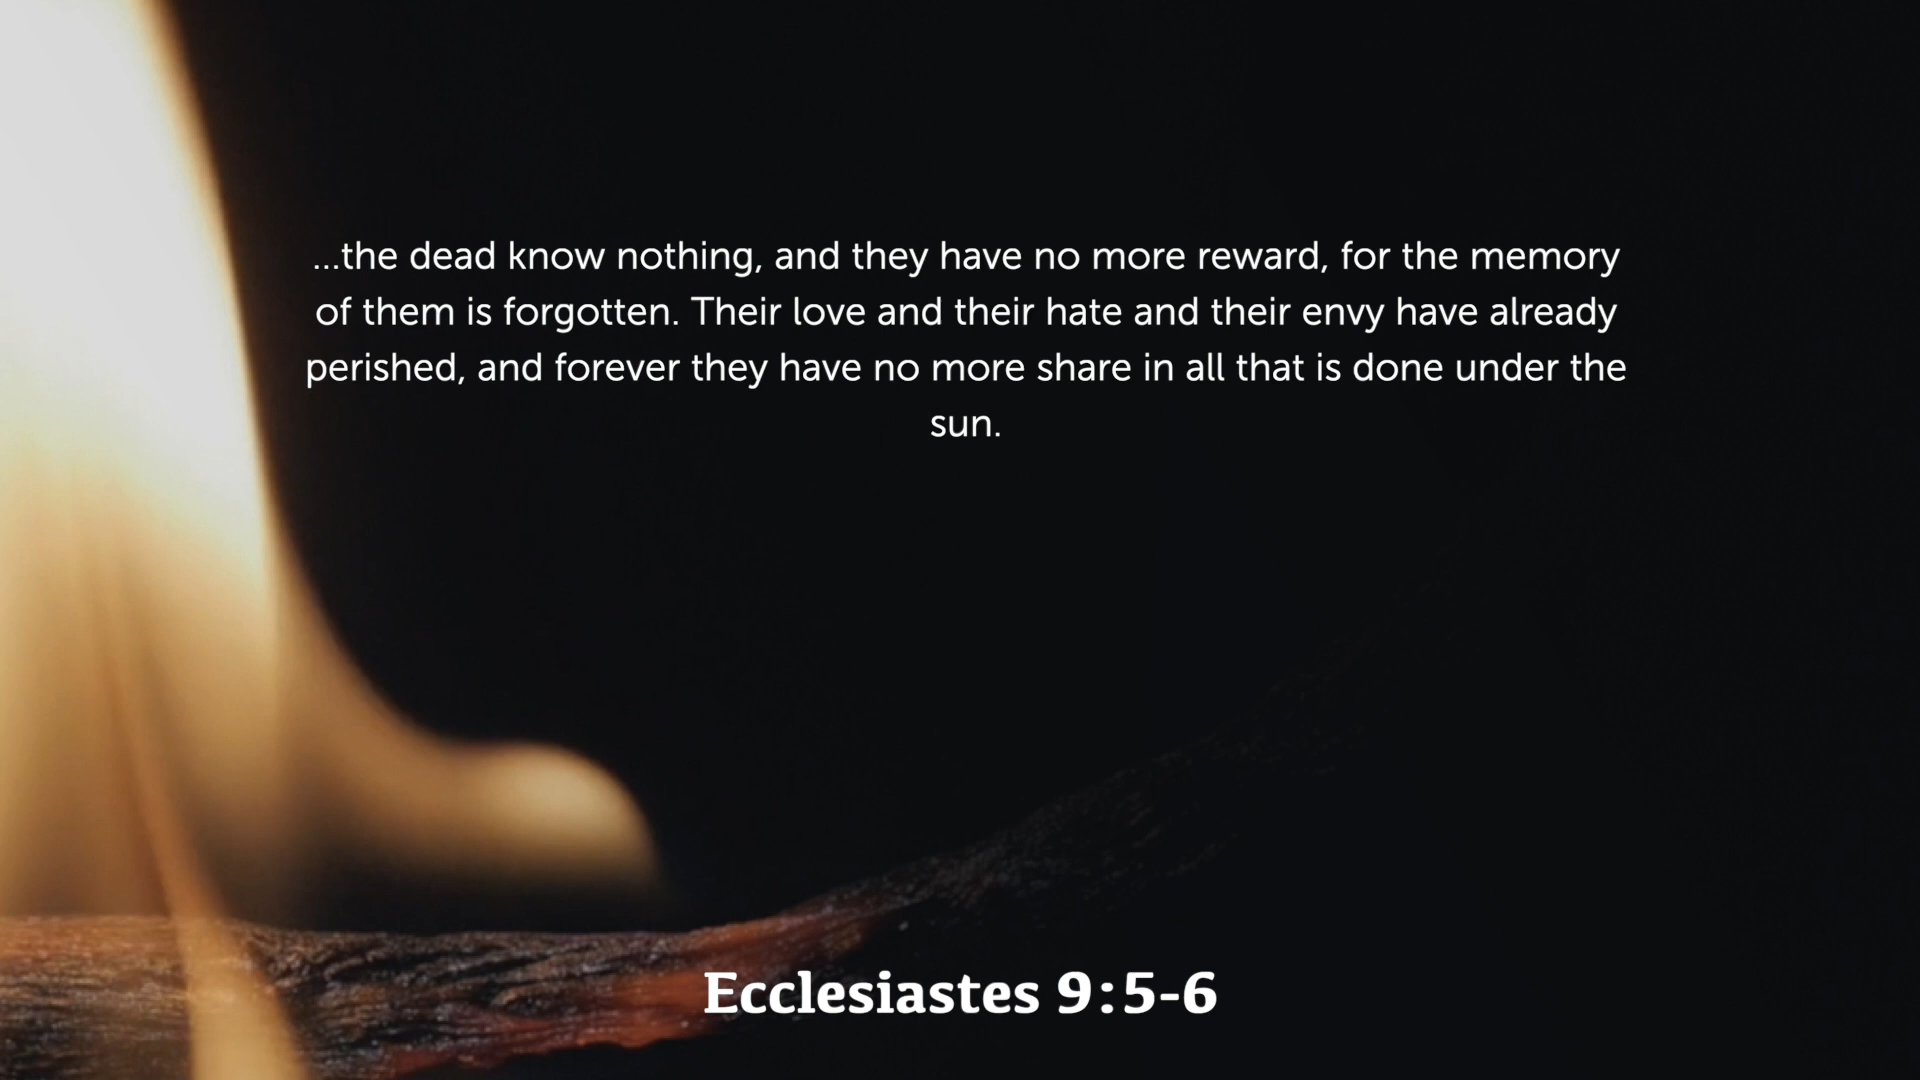 ...the dead know nothing, and they have no more reward, for the memory
of them is forgotten. Their love and their hate and their envy have already
perished, and forever they have no more share in all that is done under the
sun.
Ecclesiastes 9:5-6